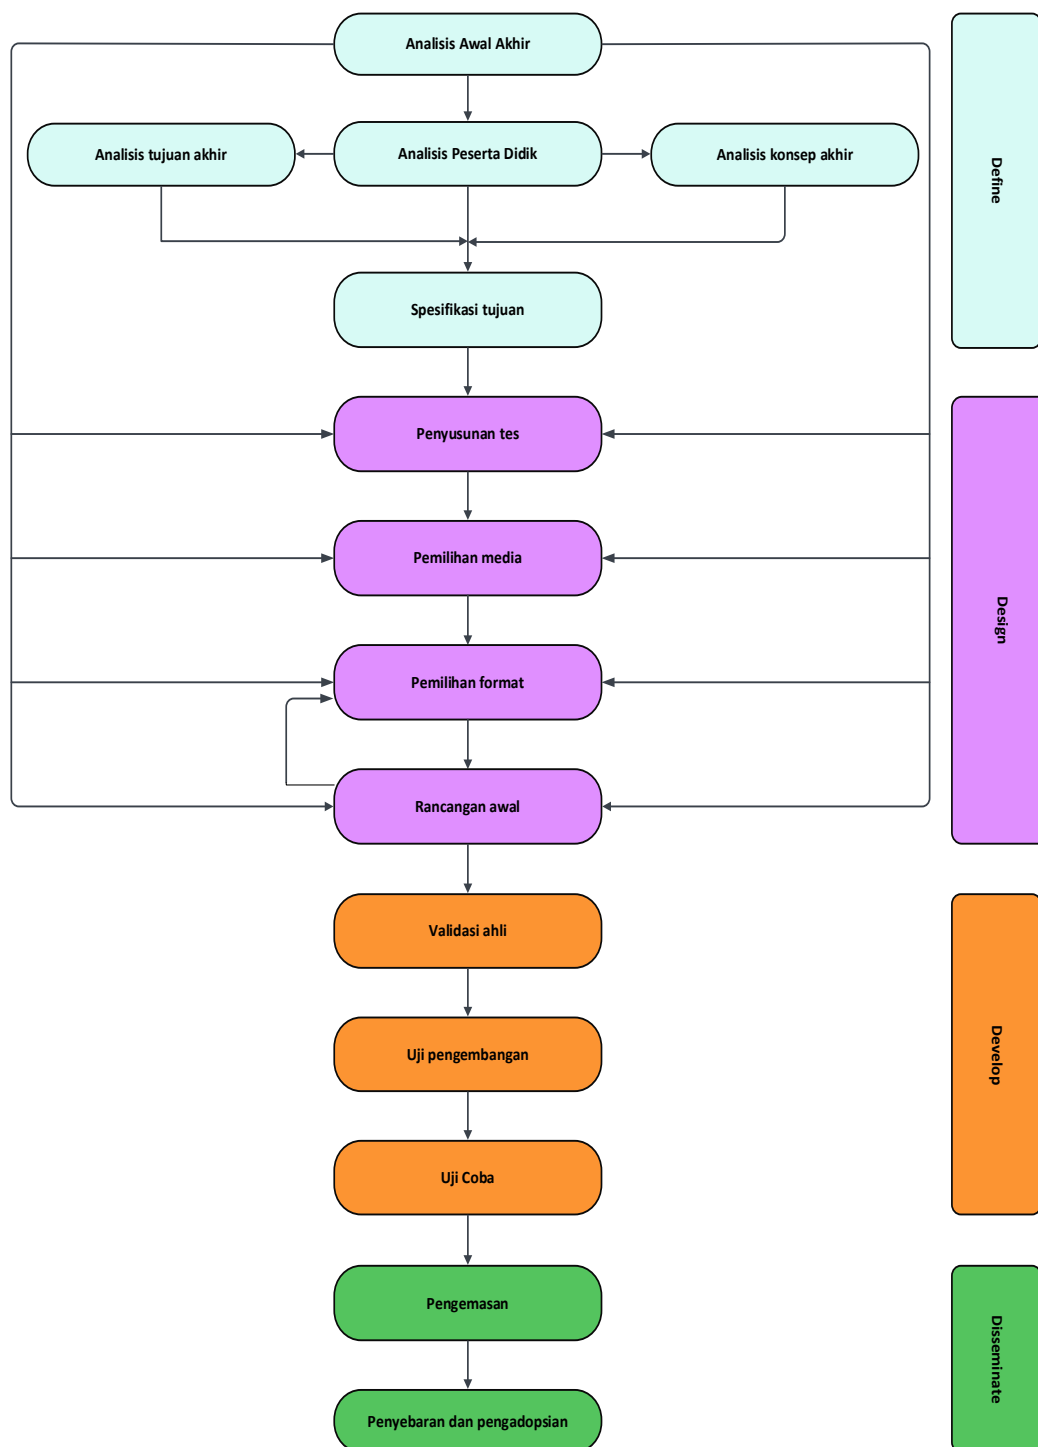 Analisis Awal Akhir
Analisis tujuan akhir
Analisis Peserta Didik
Analisis konsep akhir
Define
Spesifikasi tujuan
Penyusunan tes
Pemilihan media
Design
Pemilihan format
Rancangan awal
Validasi ahli
Uji pengembangan
Develop
Uji Coba
Pengemasan
Disseminate
Penyebaran dan pengadopsian